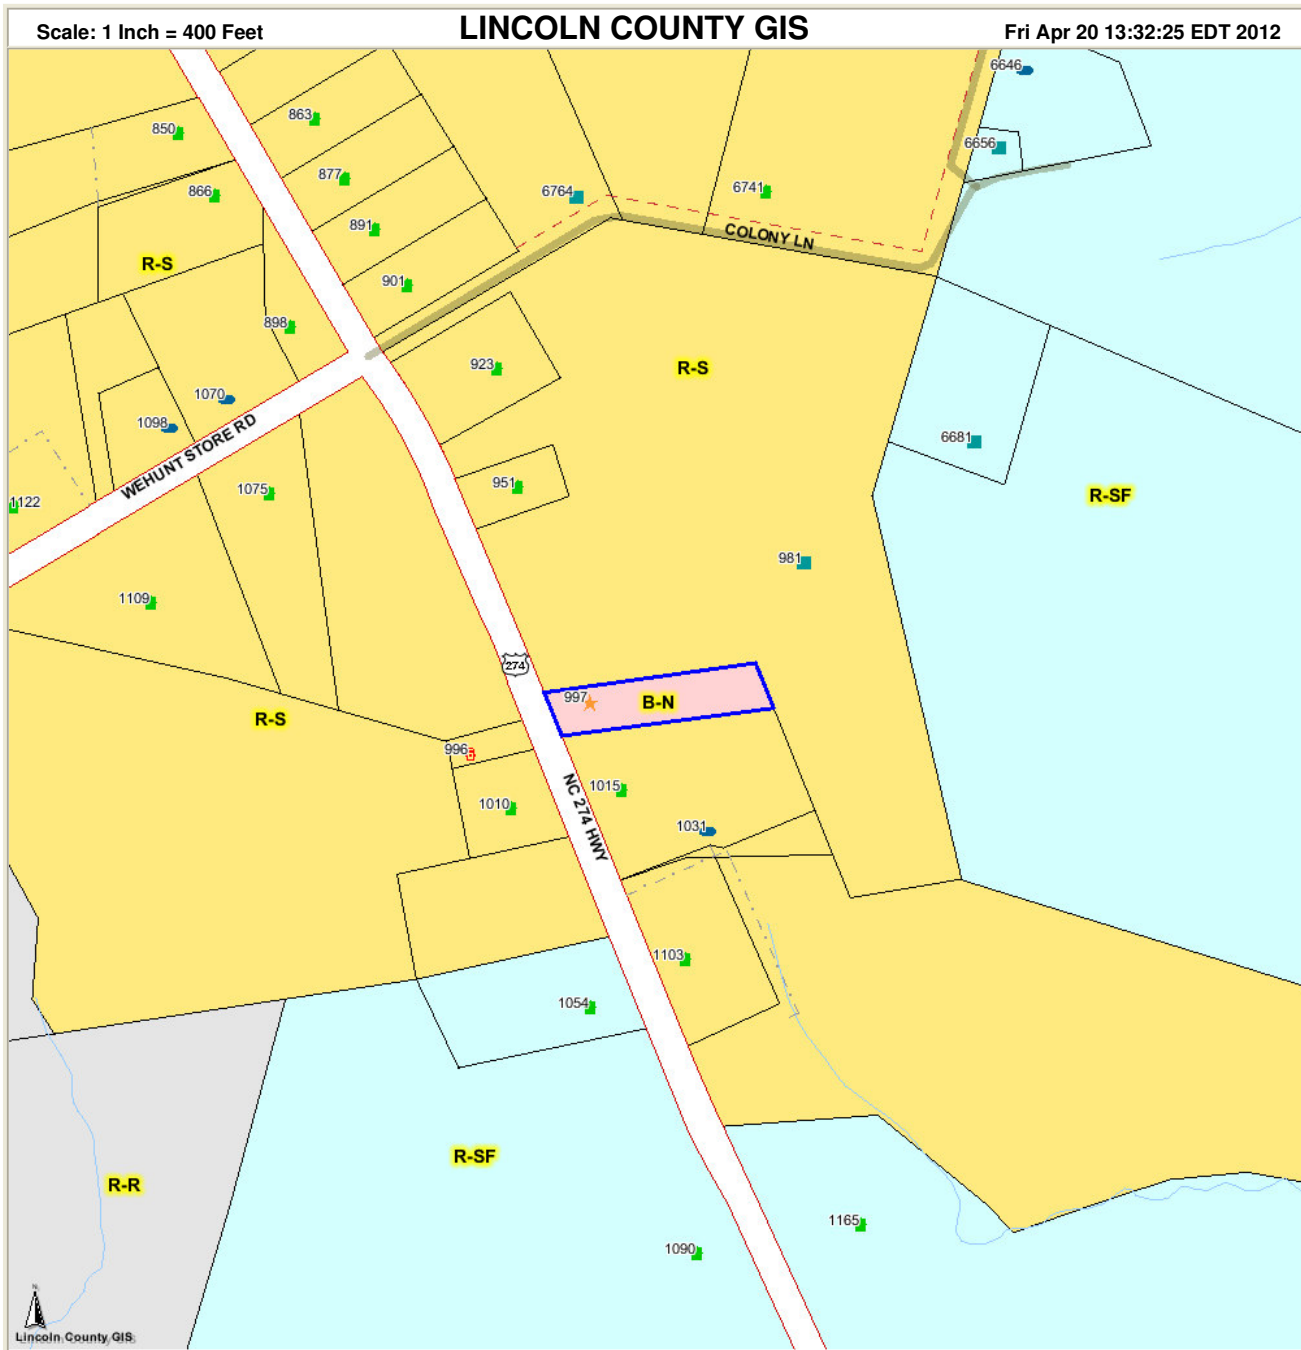 Scale: 1 Inch = 400 Feet
LINCOLN COUNTY GIS
Fri Apr 20 13:32:25 EDT 2012
6646
850
863
6656
877
866
6764
6741
891
COLONY LN
R-S
901
898
923
R-S
1070
1098
WEHUNT STORE RD
6681
951
1075
R-SF
1122
981
1109
274
997
B-N
R-S
996
1015
1010
NC 274 HWY
1031
1103
1054
R-SF
R-R
1165
1090
N
Lincoln County GIS